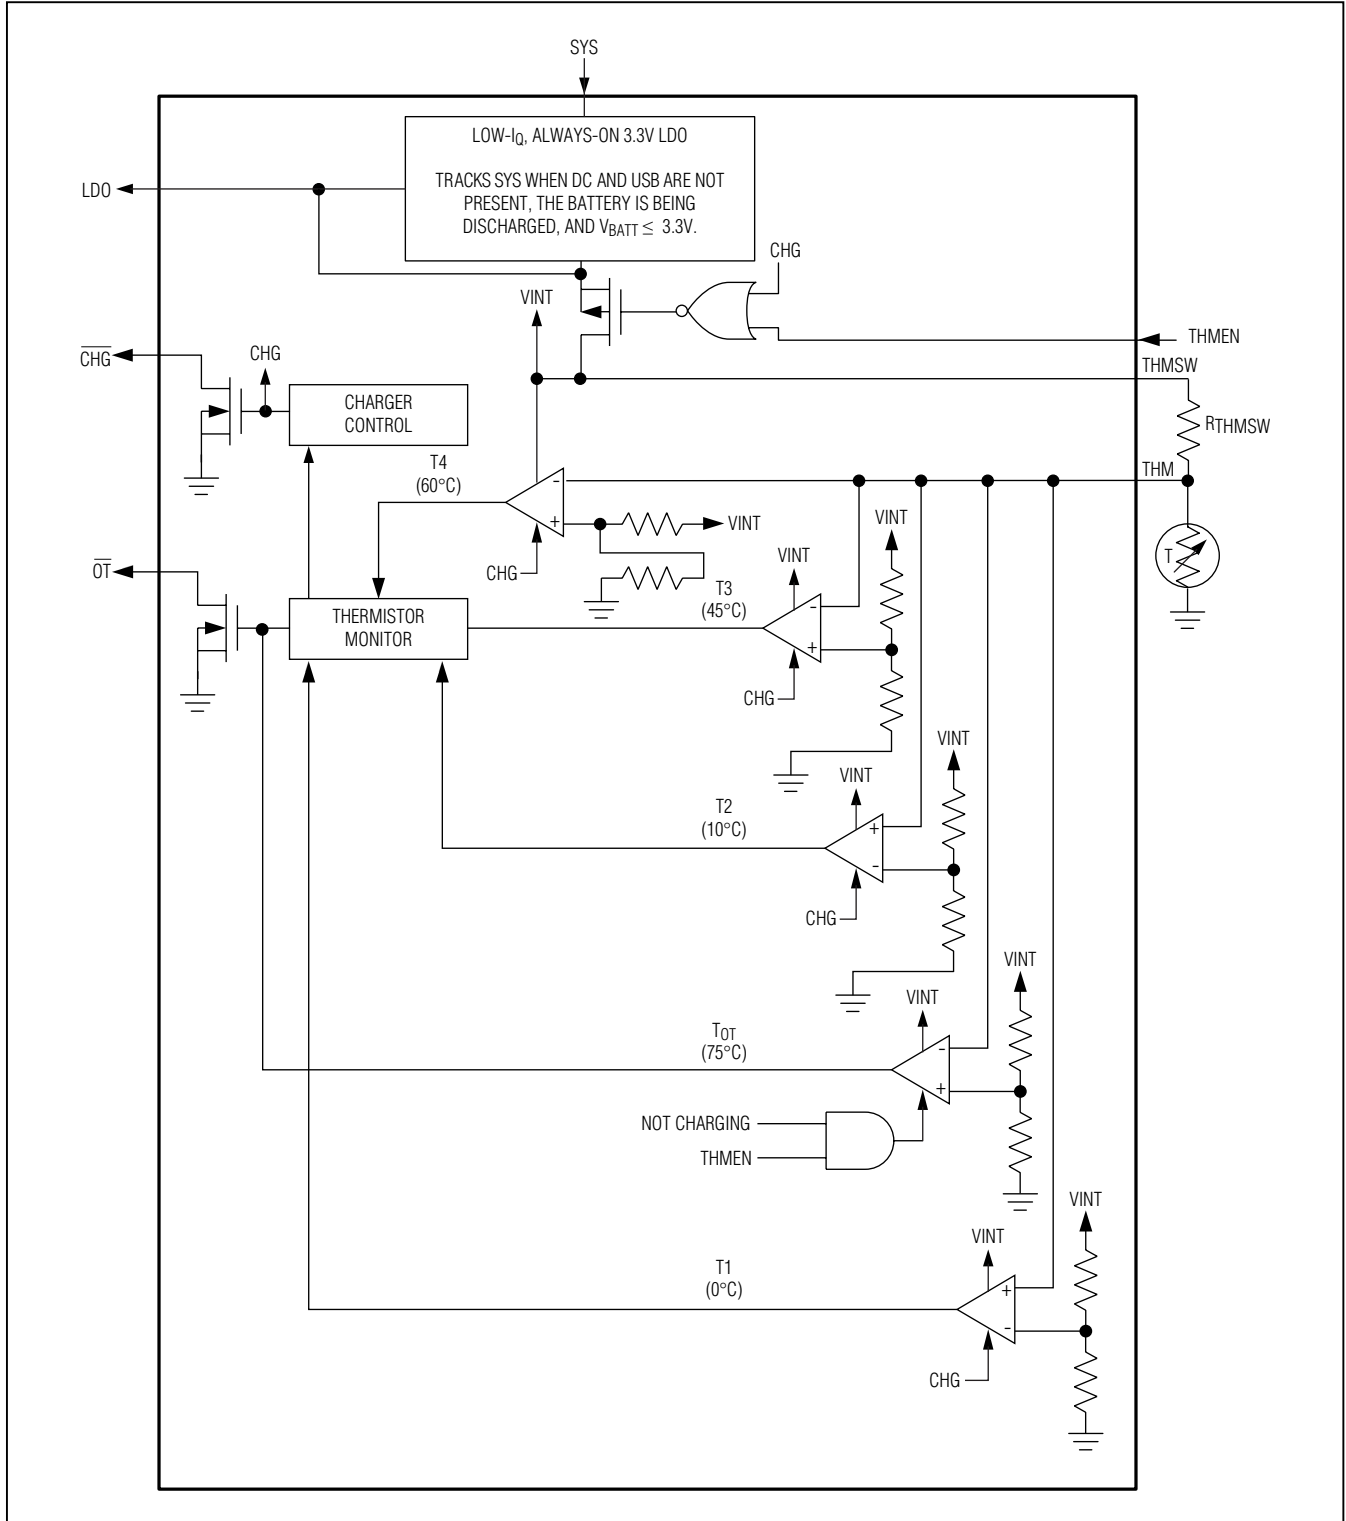 SYS
LOW-IQ, ALWAYS-ON 3.3V LDO
TRACKS SYS WHEN DC AND USB ARE NOT
PRESENT, THE BATTERY IS BEING
DISCHARGED, AND VBATT ≤ 3.3V.
LDO
CHG
VINT
THMEN
CHG
CHG
THMSW
CHARGER
CONTROL
RTHMSW
T4
(60°C)
-
+
THM
VINT
VINT
CHG
VINT
T
OT
T3
(45°C)
-
+
THERMISTOR
MONITOR
CHG
VINT
VINT
T2
(10°C)
+
-
CHG
VINT
VINT
TOT
(75°C)
-
+
NOT CHARGING
THMEN
VINT
VINT
T1
(0°C)
+
-
CHG